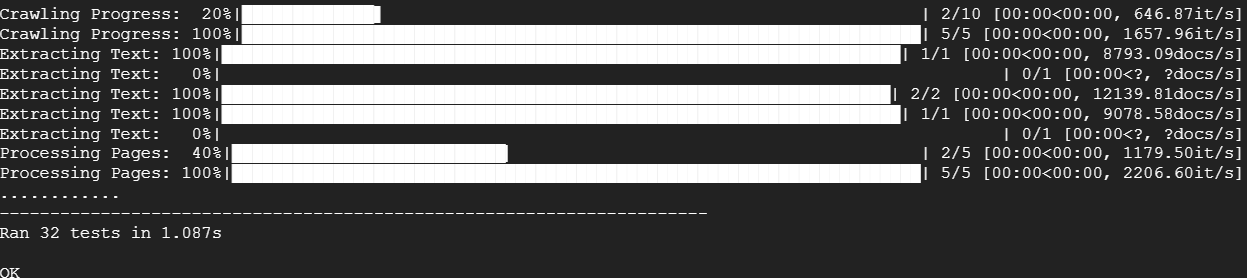 Crawling Progress:  20%|                | 2/10 [00:00<00:00, 646.87it/s]
Crawling Progress: 100%|████████████████| 5/5 [00:00<00:00, 1657.96it/s]
Extracting Text: 100%|████████████████| 1/1 [00:00<00:00, 8793.09docs/s]
Extracting Text:   0%|                | 0/1 [00:00<?, ?docs/s]
Extracting Text: 100%|████████████████| 2/2 [00:00<00:00, 12139.81docs/s]
Extracting Text: 100%|████████████████| 1/1 [00:00<00:00, 9078.58docs/s]
Extracting Text:   0%|                | 0/1 [00:00<?, ?docs/s]
Processing Pages:  40%|██████          | 2/5 [00:00<00:00, 1179.50it/s]
Processing Pages: 100%|████████████████| 5/5 [00:00<00:00, 2206.60it/s]
............
----------------------------------------------------------------------
Ran 32 tests in 1.087s
OK